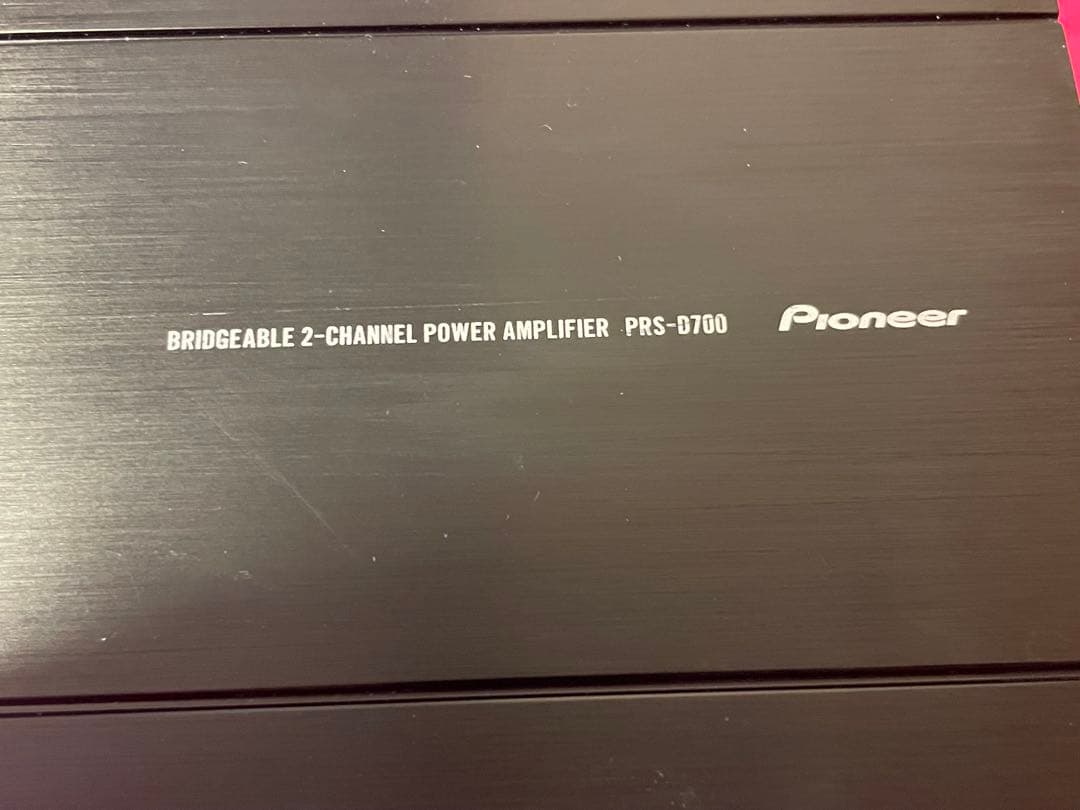 BRIDGEABLE 2-CHANNEL POWER AMPLIFIER PRS-D700 Pioneer